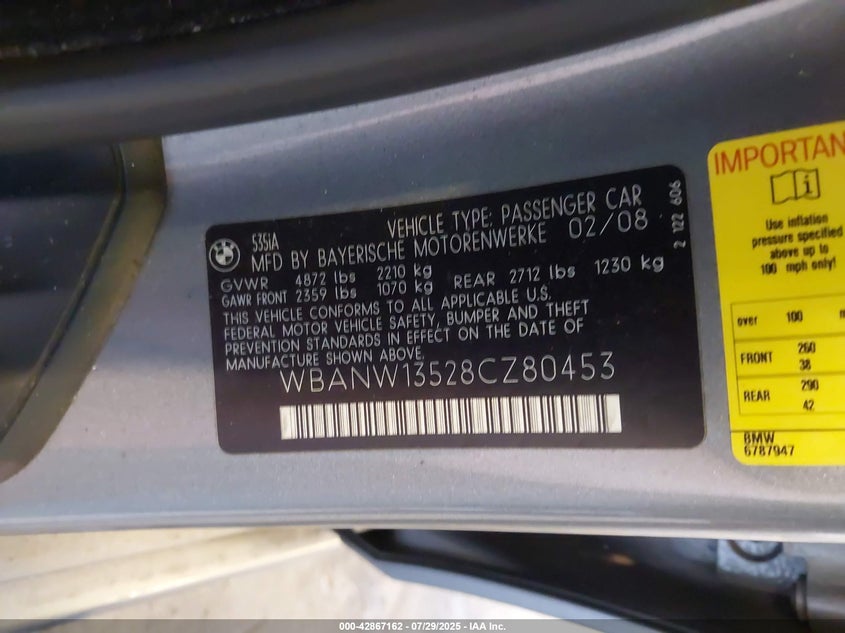 BMW
535IA
VEHICLE TYPE: PASSENGER CAR
MFD BY BAYERISCHE MOTORENWERKE 02/08
GVWR 4872 lbs 2210 kg
GAWR FRONT 2359 lbs 1070 kg REAR 2712 lbs 1230 kg
THIS VEHICLE CONFORMS TO ALL APPLICABLE U.S.
FEDERAL MOTOR VEHICLE SAFETY, BUMPER AND THEFT
PREVENTION STANDARDS IN EFFECT ON THE DATE OF
MANUFACTURE SHOWN ABOVE.
WBANW13528CZ80453
2 122 606
IMPORTAN
i
Use inflation
pressure specified
above up to
100 mph only!
over 100 m
FRONT 260
38
REAR 290
42
BMW
6787947
000-42867162 - 07/29/2025 - IAA Inc.